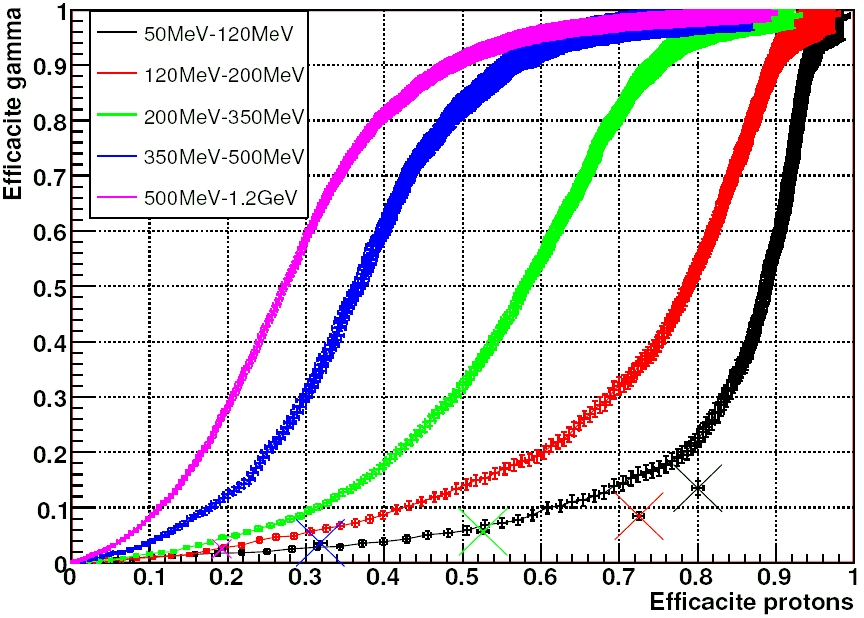 Efficacite gamma
1
0.9
0.8
0.7
0.6
0.5
0.4
0.3
0.2
0.1
0
50MeV-120MeV
120MeV-200MeV
200MeV-350MeV
350MeV-500MeV
500MeV-1.2GeV
0 0.1 0.2 0.3 0.4 0.5 0.6 0.7 0.8 0.9 1
Efficacite protons